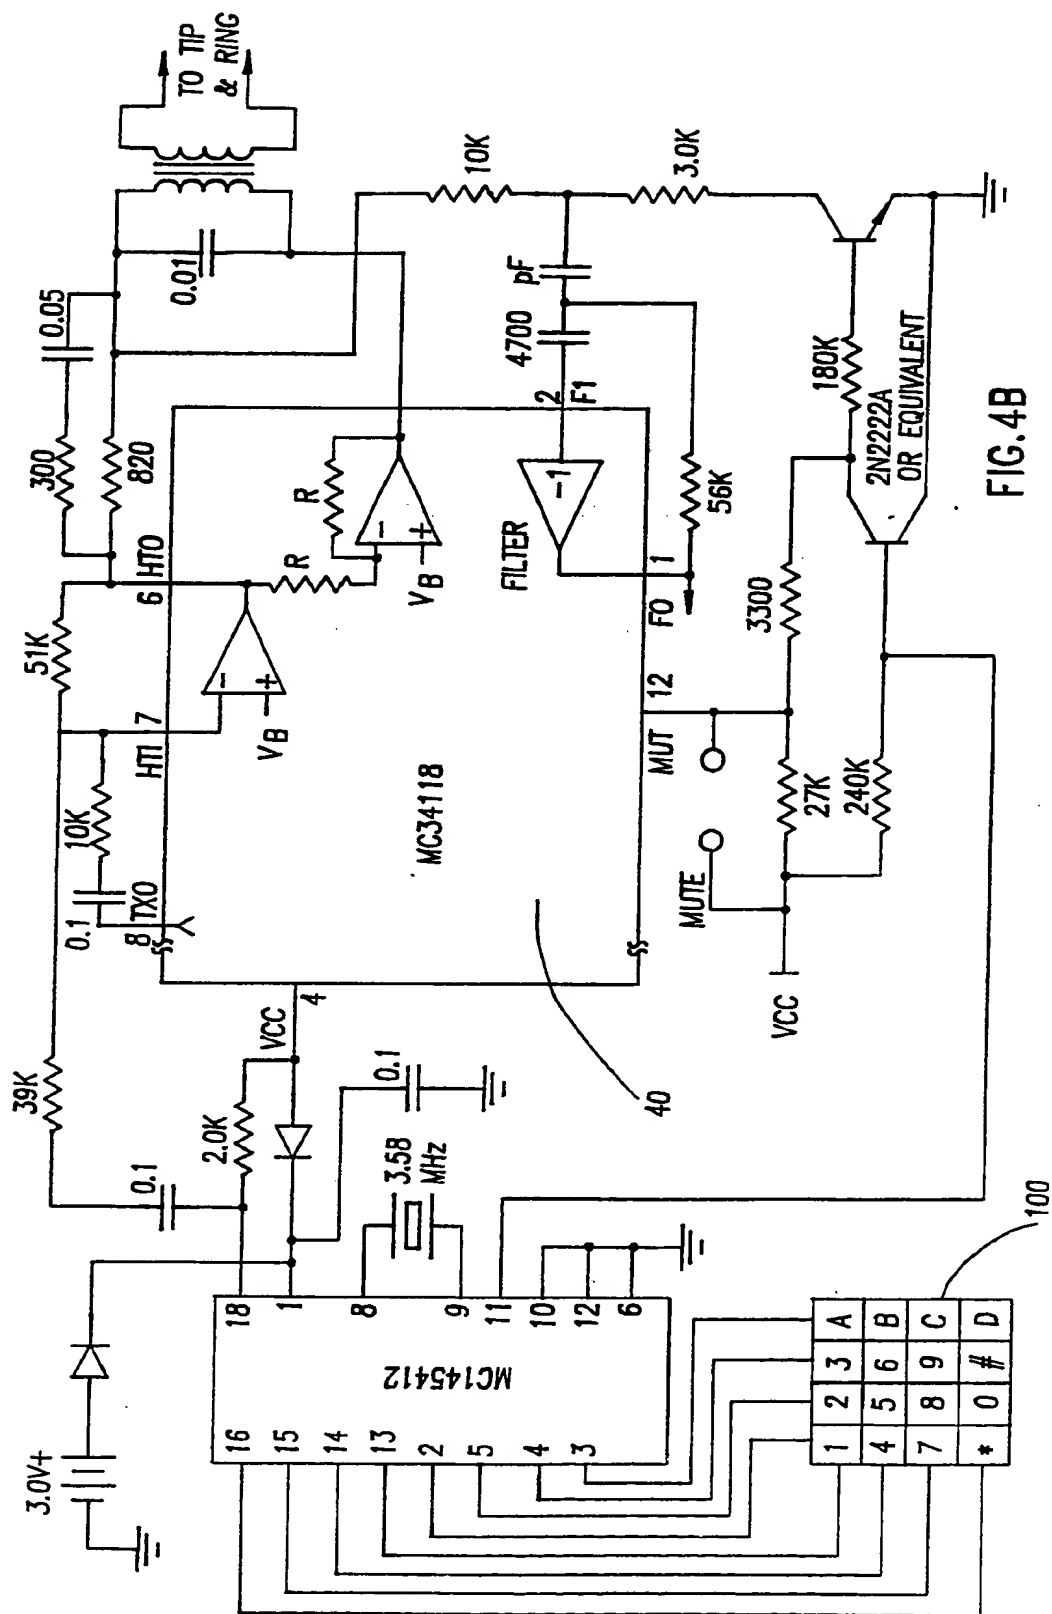 3.0V+
0.1
39K
2.0K
VCC
4
0.1
3.58
MHz
18
1
8
9
11
10
12
6
MC145412
16
15
14
13
2
5
4
3
1
2
3
A
4
5
6
B
7
8
9
C
*
0
#
D
100
40
0.1
10K
51K
300
0.05
820
0.01
TO TIP
& RING
8
TXO
HTI
7
6
HTO
VB
R
R
VB
MC34118
FILTER
-1
2
F1
4700
pF
10K
3.0K
FO
1
56K
12
MUT
MUTE
VCC
27K
240K
3300
180K
2N2222A
OR EQUIVALENT
FIG.4B